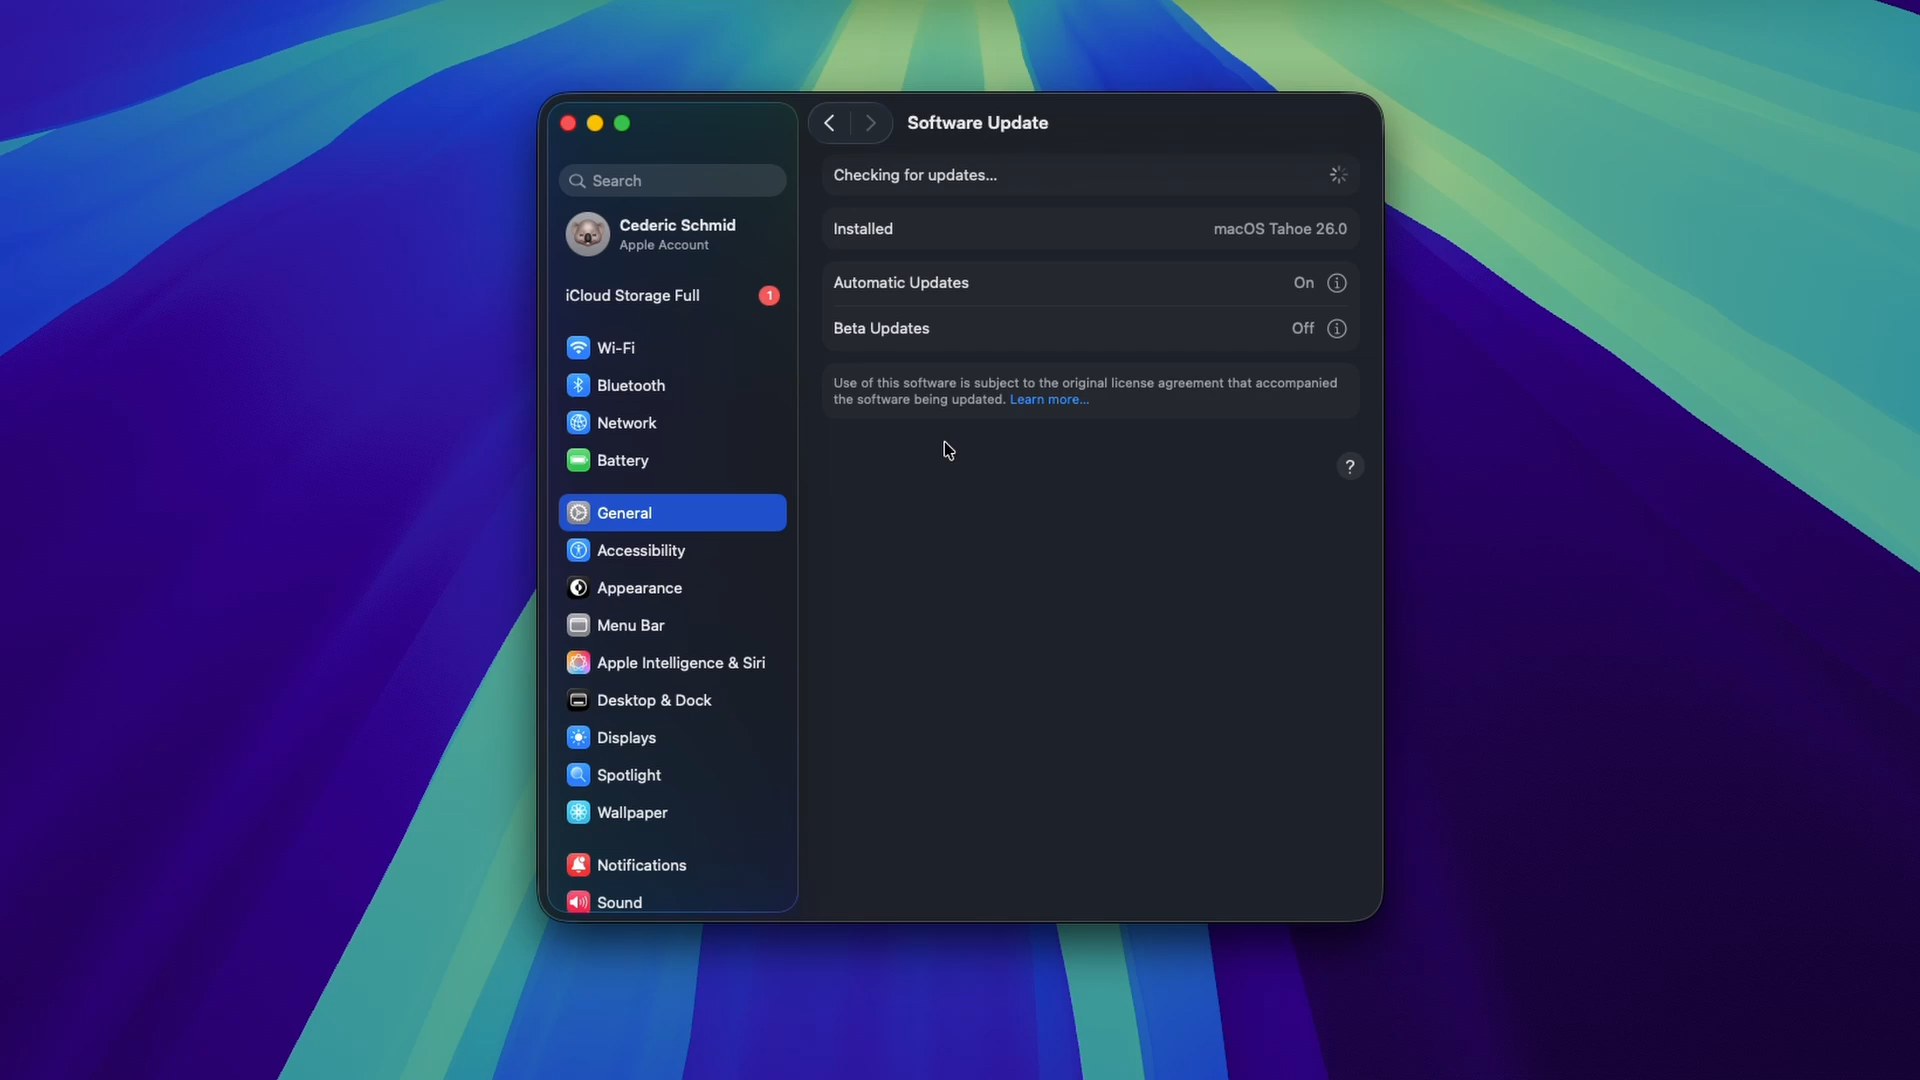 Software Update
Search
Cederic Schmid
Apple Account
iCloud Storage Full 1
Wi-Fi
Bluetooth
Network
Battery
General
Accessibility
Appearance
Menu Bar
Apple Intelligence & Siri
Desktop & Dock
Displays
Spotlight
Wallpaper
Notifications
Sound
Checking for updates...
Installed macOS Tahoe 26.0
Automatic Updates On
Beta Updates Off
Use of this software is subject to the original license agreement that accompanied
the software being updated. Learn more...
?